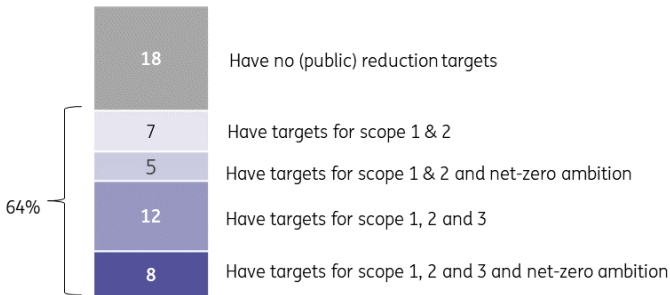 18 Have no (public) reduction targets
7 Have targets for scope 1 & 2
5 Have targets for scope 1 & 2 and net-zero ambition
64%
12 Have targets for scope 1, 2 and 3
8 Have targets for scope 1, 2 and 3 and net-zero ambition